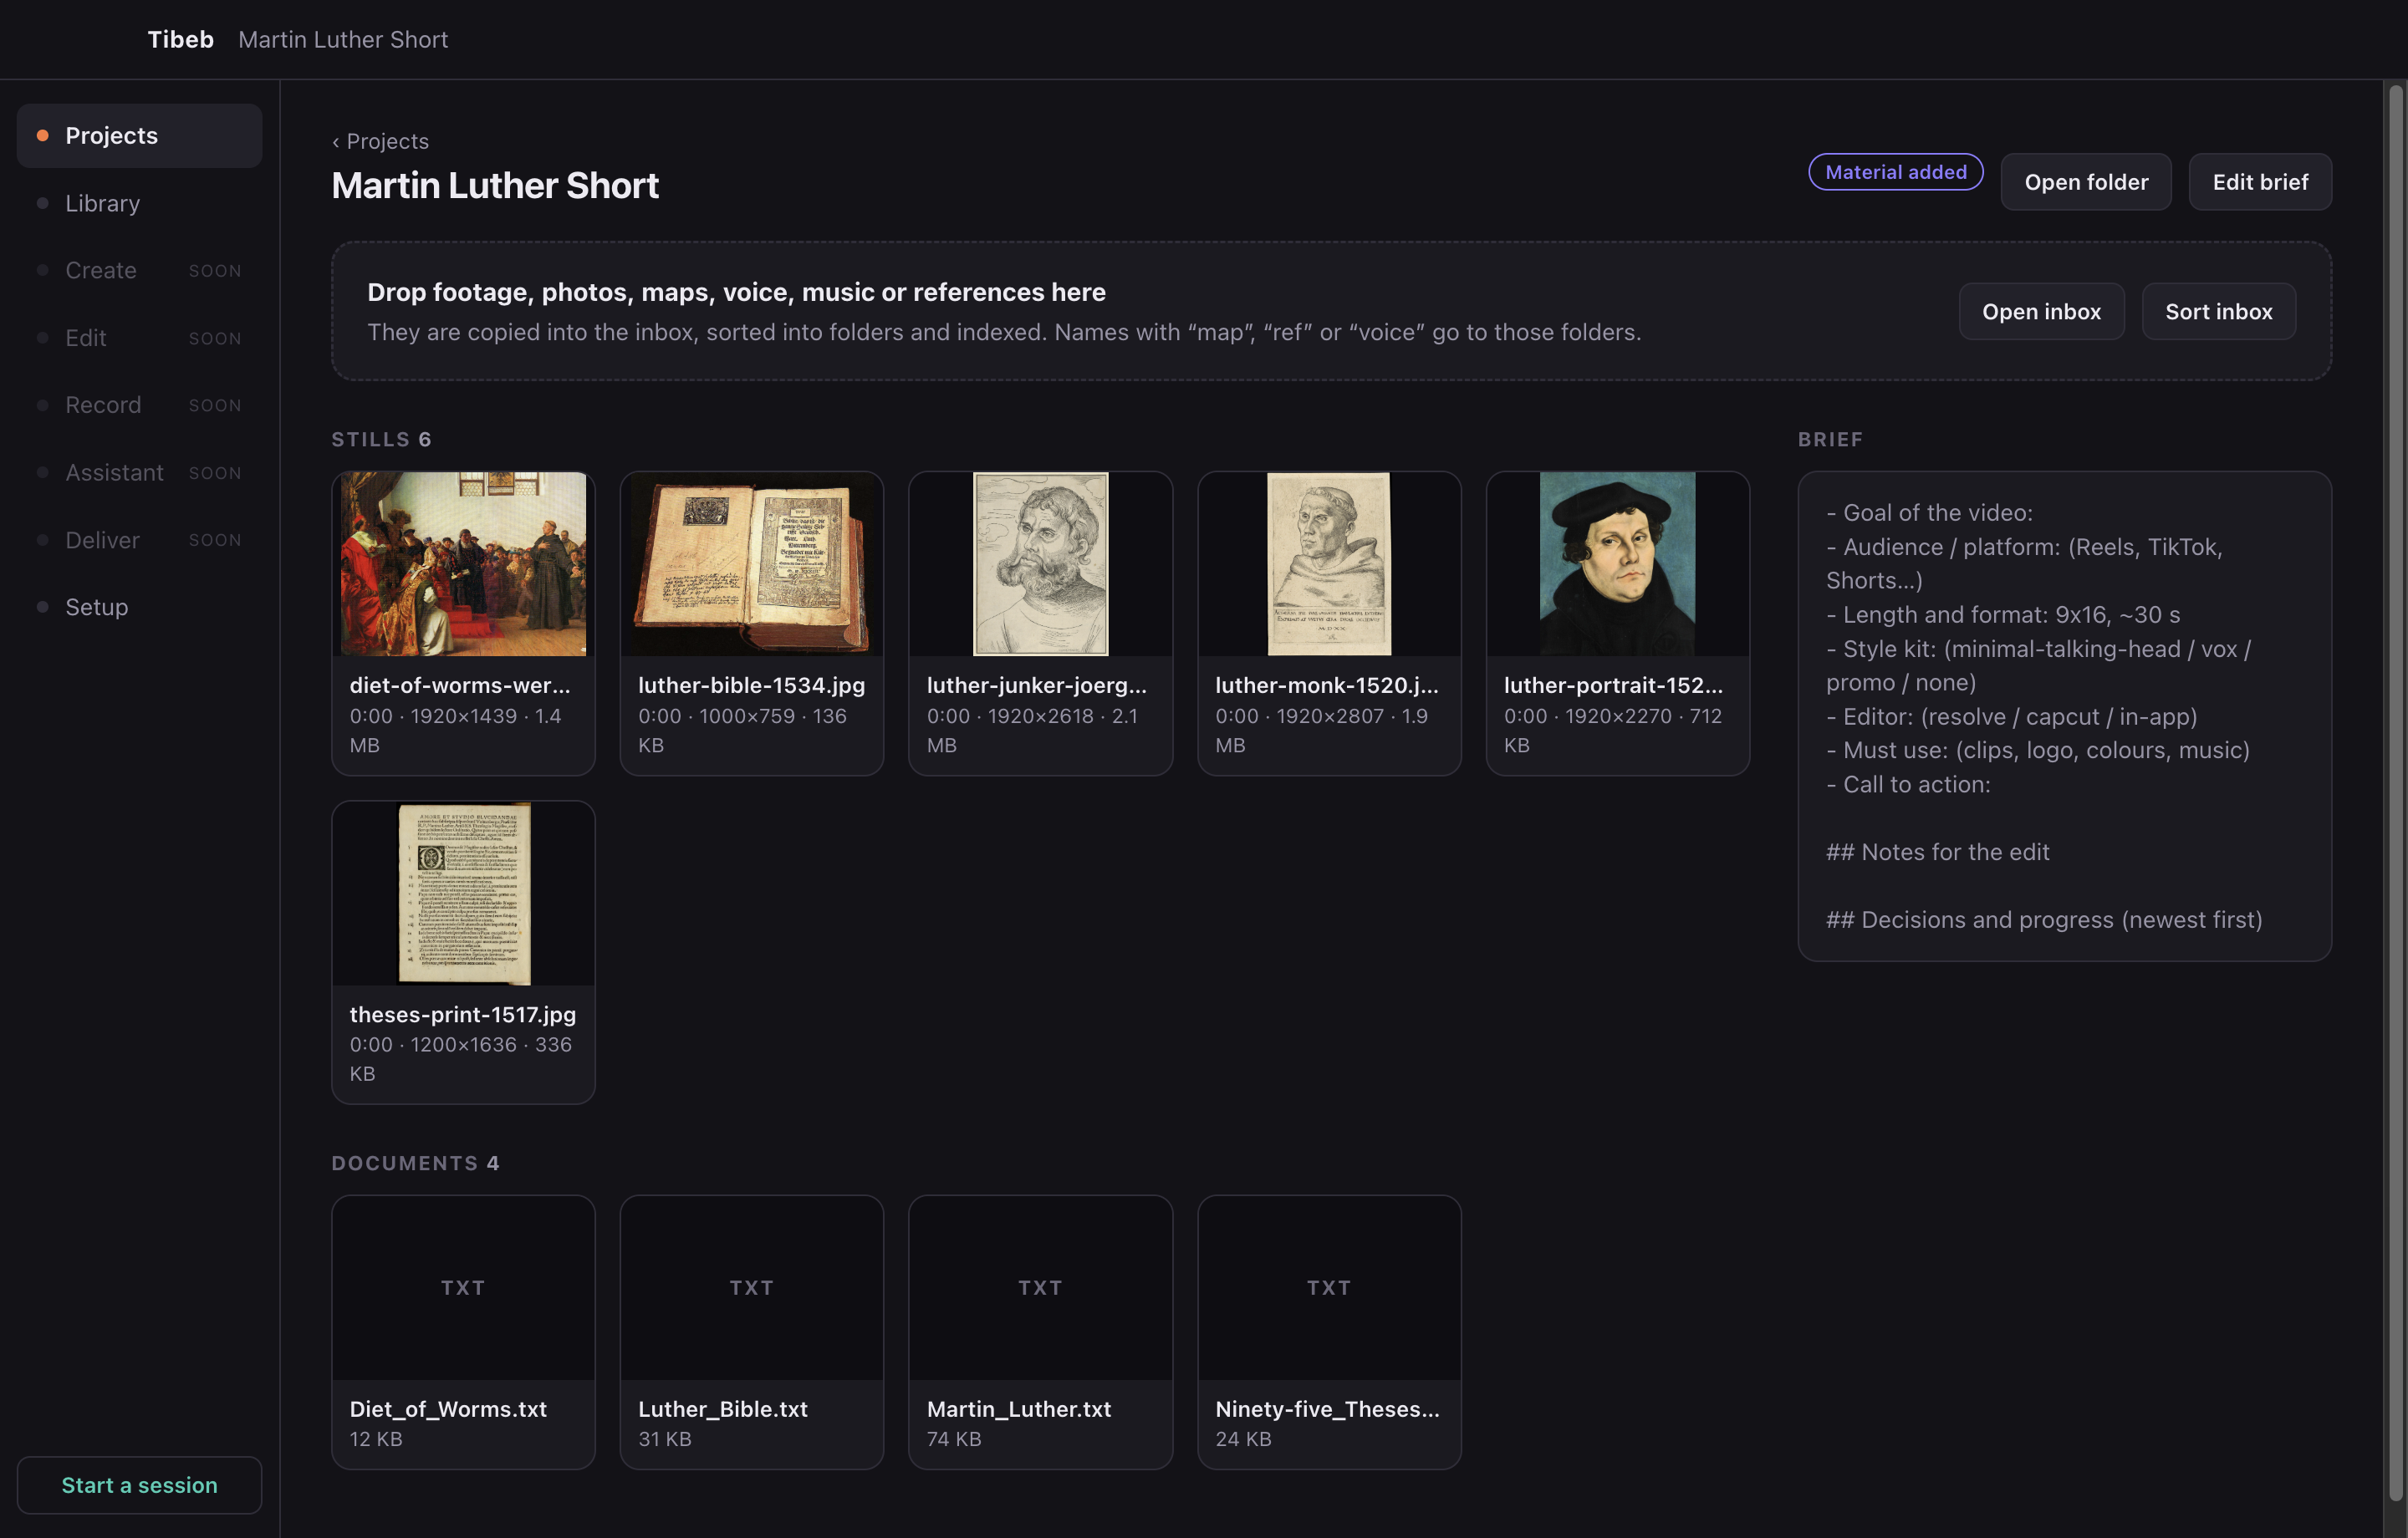 Tibeb Martin Luther Short
Projects
Library
Create SOON
Edit SOON
Record SOON
Assistant SOON
Deliver SOON
Setup
Start a session
‹ Projects
Martin Luther Short
Material added
Open folder
Edit brief
Drop footage, photos, maps, voice, music or references here
They are copied into the inbox, sorted into folders and indexed. Names with “map”, “ref” or “voice” go to those folders.
Open inbox
Sort inbox
STILLS 6
diet-of-worms-wer...
0:00 · 1920×1439 · 1.4
MB
luther-bible-1534.jpg
0:00 · 1000×759 · 136
KB
luther-junker-joerg...
0:00 · 1920×2618 · 2.1
MB
luther-monk-1520.j...
0:00 · 1920×2807 · 1.9
MB
luther-portrait-152...
0:00 · 1920×2270 · 712
KB
theses-print-1517.jpg
0:00 · 1200×1636 · 336
KB
DOCUMENTS 4
TXT
Diet_of_Worms.txt
12 KB
TXT
Luther_Bible.txt
31 KB
TXT
Martin_Luther.txt
74 KB
TXT
Ninety-five_Theses...
24 KB
BRIEF
- Goal of the video:
- Audience / platform: (Reels, TikTok,
Shorts...)
- Length and format: 9x16, ~30 s
- Style kit: (minimal-talking-head / vox /
promo / none)
- Editor: (resolve / capcut / in-app)
- Must use: (clips, logo, colours, music)
- Call to action:
## Notes for the edit
## Decisions and progress (newest first)